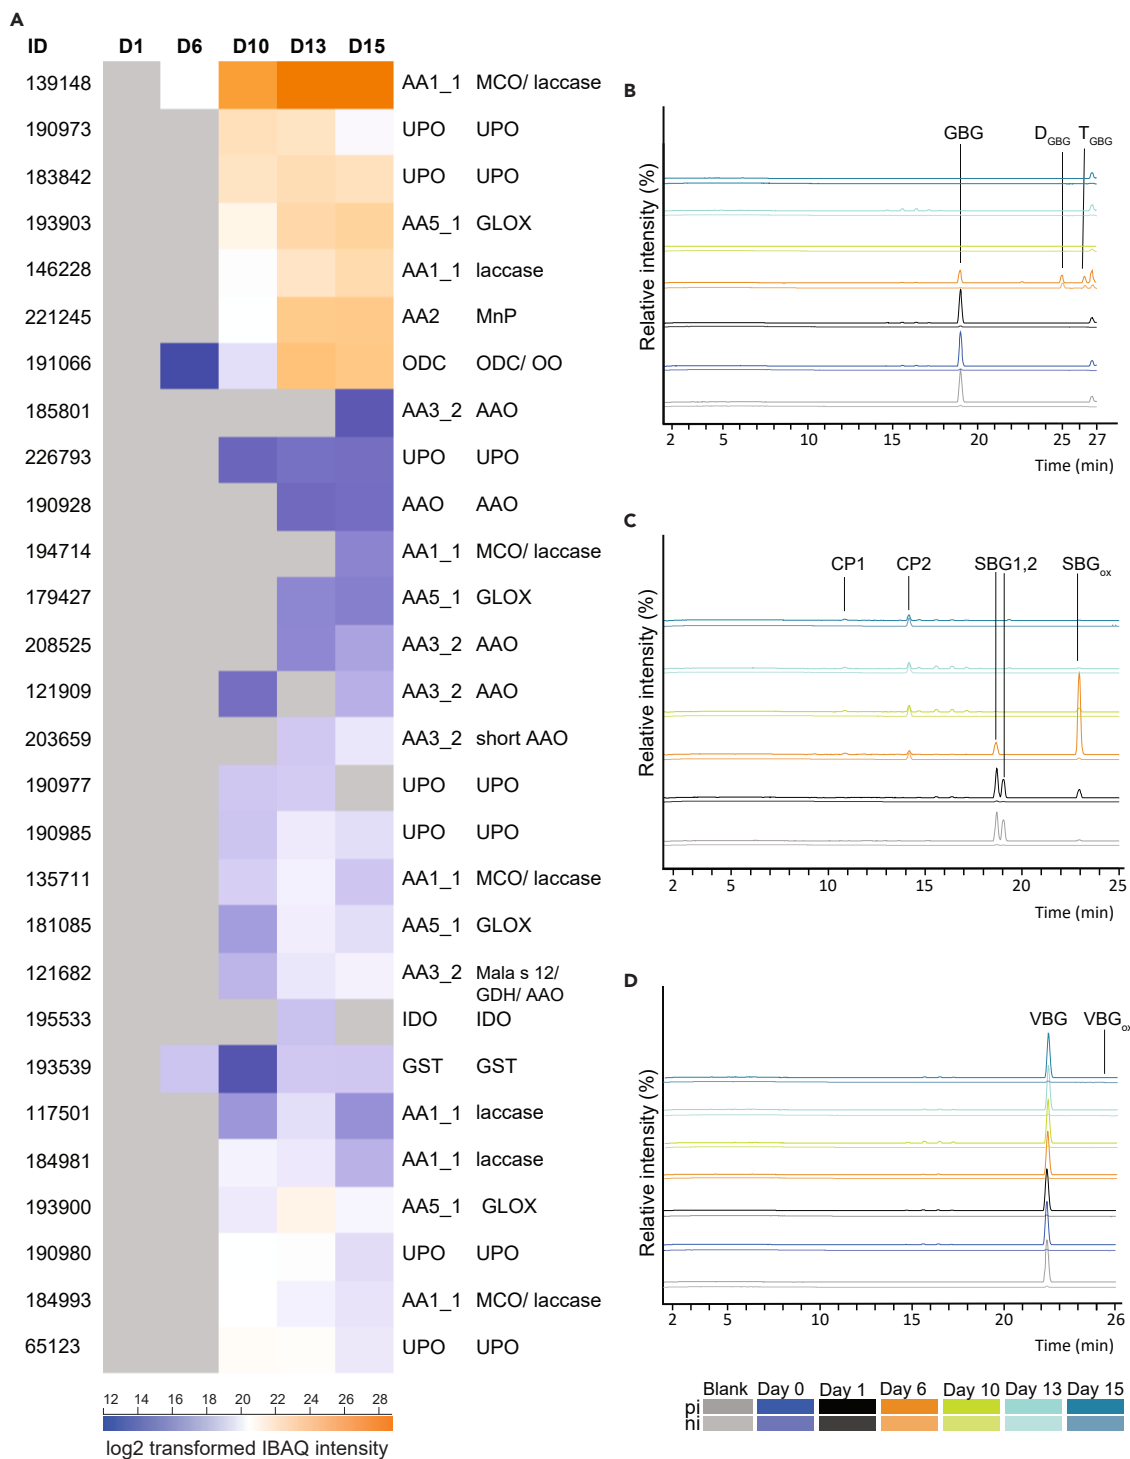 A
ID D1 D6 D10 D13 D15
139148 AA1_1 MCO/ laccase
190973 UPO UPO
183842 UPO UPO
193903 AA5_1 GLOX
146228 AA1_1 laccase
221245 AA2 MnP
191066 ODC ODC/ OO
185801 AA3_2 AAO
226793 UPO UPO
190928 AAO AAO
194714 AA1_1 MCO/ laccase
179427 AA5_1 GLOX
208525 AA3_2 AAO
121909 AA3_2 AAO
203659 AA3_2 short AAO
190977 UPO UPO
190985 UPO UPO
135711 AA1_1 MCO/ laccase
181085 AA5_1 GLOX
121682 AA3_2 Mala s 12/
GDH/ AAO
195533 IDO IDO
193539 GST GST
117501 AA1_1 laccase
184981 AA1_1 laccase
193900 AA5_1 GLOX
190980 UPO UPO
184993 AA1_1 MCO/ laccase
65123 UPO UPO
12 14 16 18 20 22 24 26 28
log2 transformed IBAQ intensity
B
GBG DGBG TGBG
Relative intensity (%)
2 5 10 15 20 25 27
Time (min)
C
CP1 CP2 SBG1,2 SBGox
Relative intensity (%)
2 5 10 15 20 25
Time (min)
D
VBG VBGox
Relative intensity (%)
2 5 10 15 20 26
Time (min)
Blank Day 0 Day 1 Day 6 Day 10 Day 13 Day 15
pi
ni